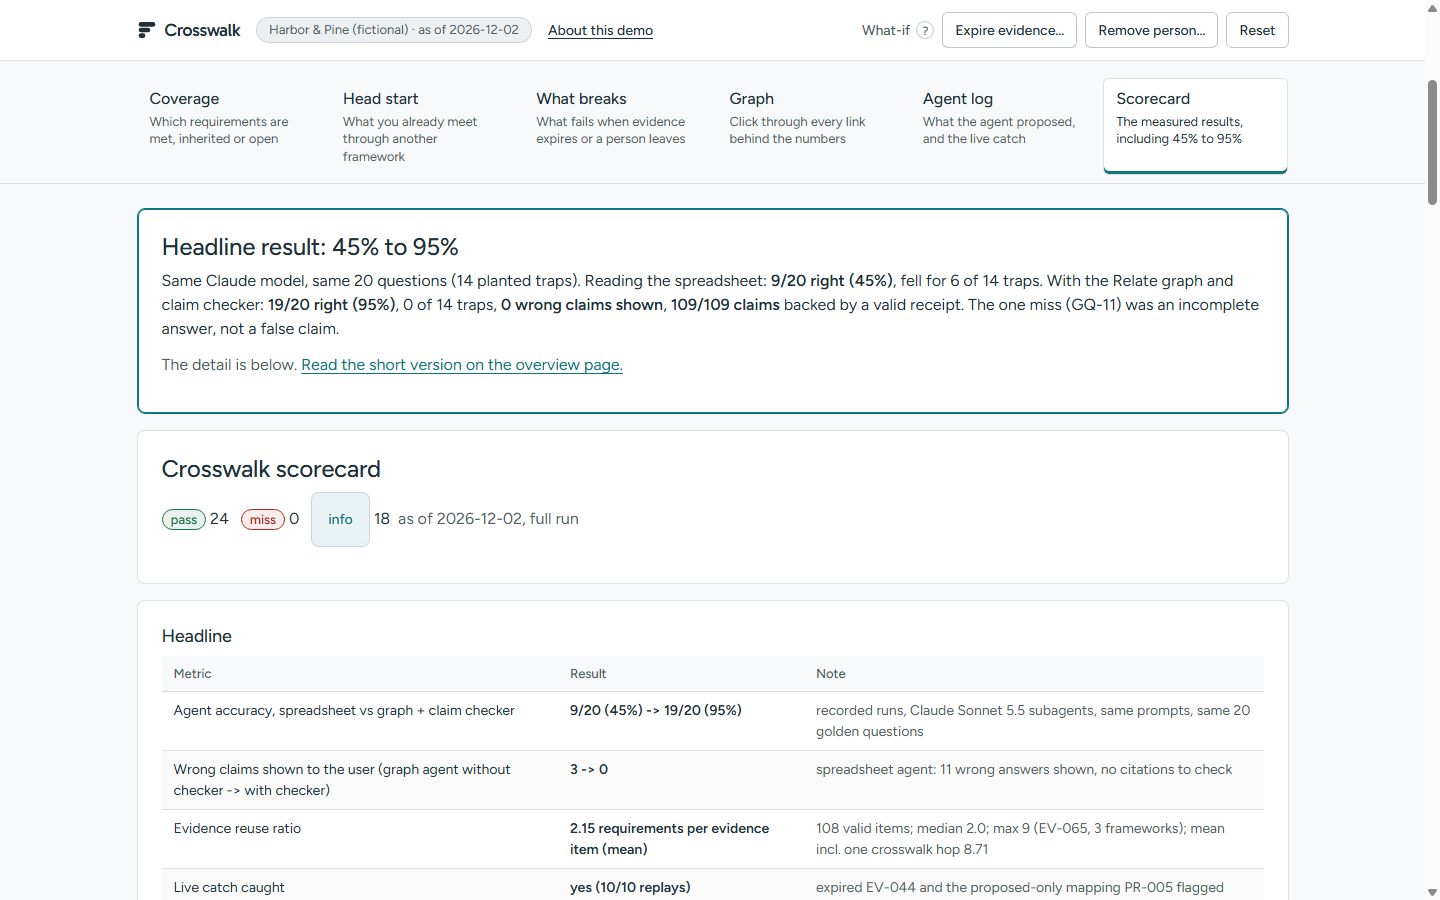 Crosswalk
Harbor & Pine (fictional) · as of 2026-12-02
About this demo
What-if ?
Expire evidence...
Remove person...
Reset
Coverage
Which requirements are
met, inherited or open
Head start
What you already meet
through another
framework
What breaks
What fails when evidence
expires or a person leaves
Graph
Click through every link
behind the numbers
Agent log
What the agent proposed,
and the live catch
Scorecard
The measured results,
including 45% to 95%
Headline result: 45% to 95%
Same Claude model, same 20 questions (14 planted traps). Reading the spreadsheet: 9/20 right (45%), fell for 6 of 14 traps. With the Relate graph and
claim checker: 19/20 right (95%), 0 of 14 traps, 0 wrong claims shown, 109/109 claims backed by a valid receipt. The one miss (GQ-11) was an incomplete
answer, not a false claim.
The detail is below. Read the short version on the overview page.
Crosswalk scorecard
pass 24 miss 0 info 18 as of 2026-12-02, full run
Headline
Metric Result Note
Agent accuracy, spreadsheet vs graph + claim checker
9/20 (45%) -> 19/20 (95%)
recorded runs, Claude Sonnet 5.5 subagents, same prompts, same 20
golden questions
Wrong claims shown to the user (graph agent without
checker -> with checker)
3 -> 0
spreadsheet agent: 11 wrong answers shown, no citations to check
Evidence reuse ratio
2.15 requirements per evidence
item (mean)
108 valid items; median 2.0; max 9 (EV-065, 3 frameworks); mean
incl. one crosswalk hop 8.71
Live catch caught
yes (10/10 replays)
expired EV-044 and the proposed-only mapping PR-005 flagged